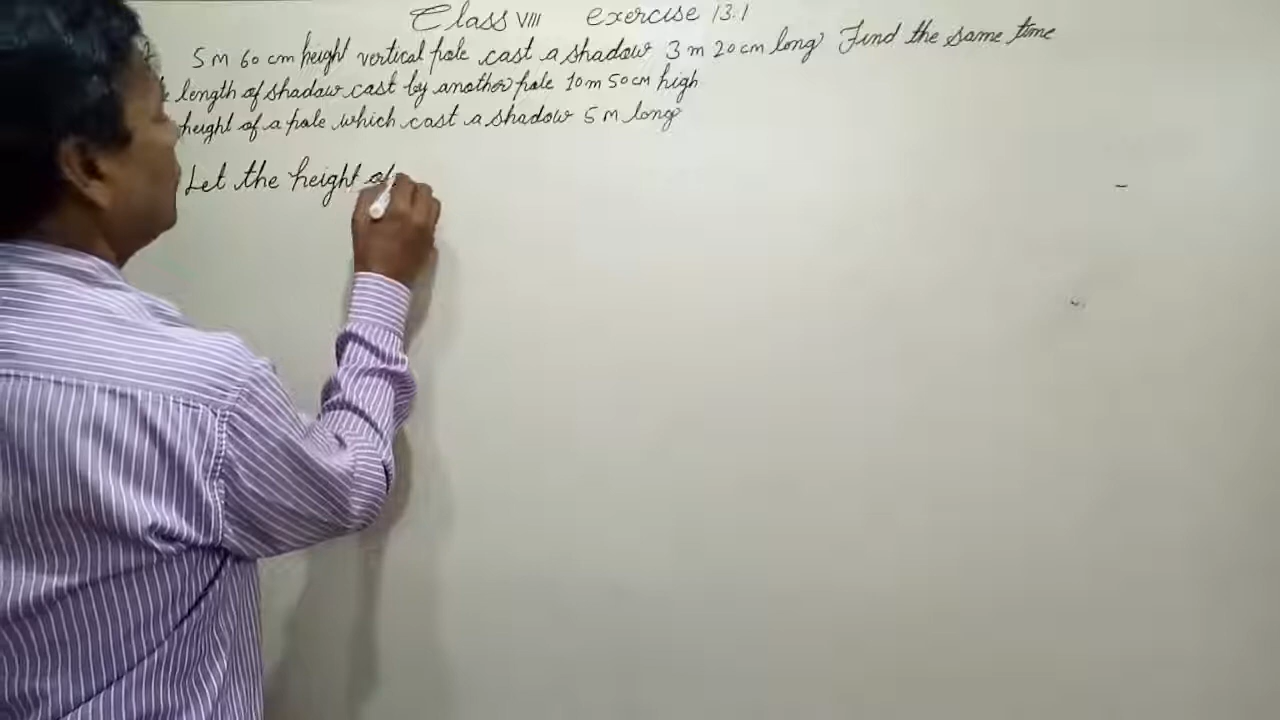 Class VIII exercise 13.1
5 m 60 cm height vertical pole cast a shadow 3 m 20 cm long Find the same time
length of shadow cast by another pole 10 m 50 cm high
height of a pole which cast a shadow 5 m long
Let the height of